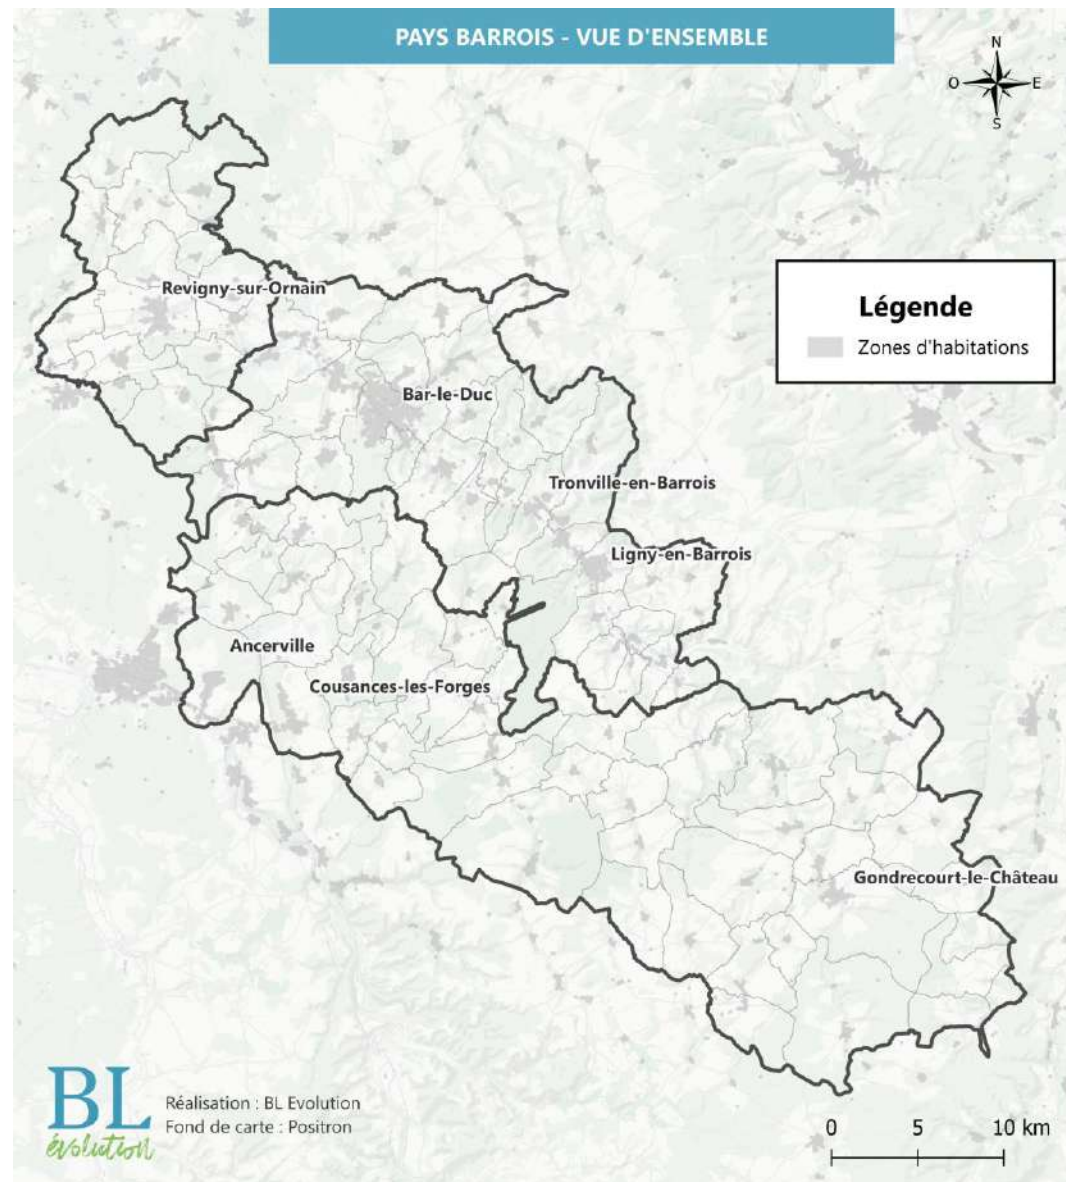 PAYS BARROIS - VUE D'ENSEMBLE
N
O
E
S
Revigny-sur-Ornain
Légende
Zones d'habitations
Bar-le-Duc
Tronville-en-Barrois
Ligny-en-Barrois
Ancerville
Cousances-les-Forges
Gondrecourt-le-Château
BL
évolution
Réalisation : BL Evolution
Fond de carte : Positron
0 5 10 km